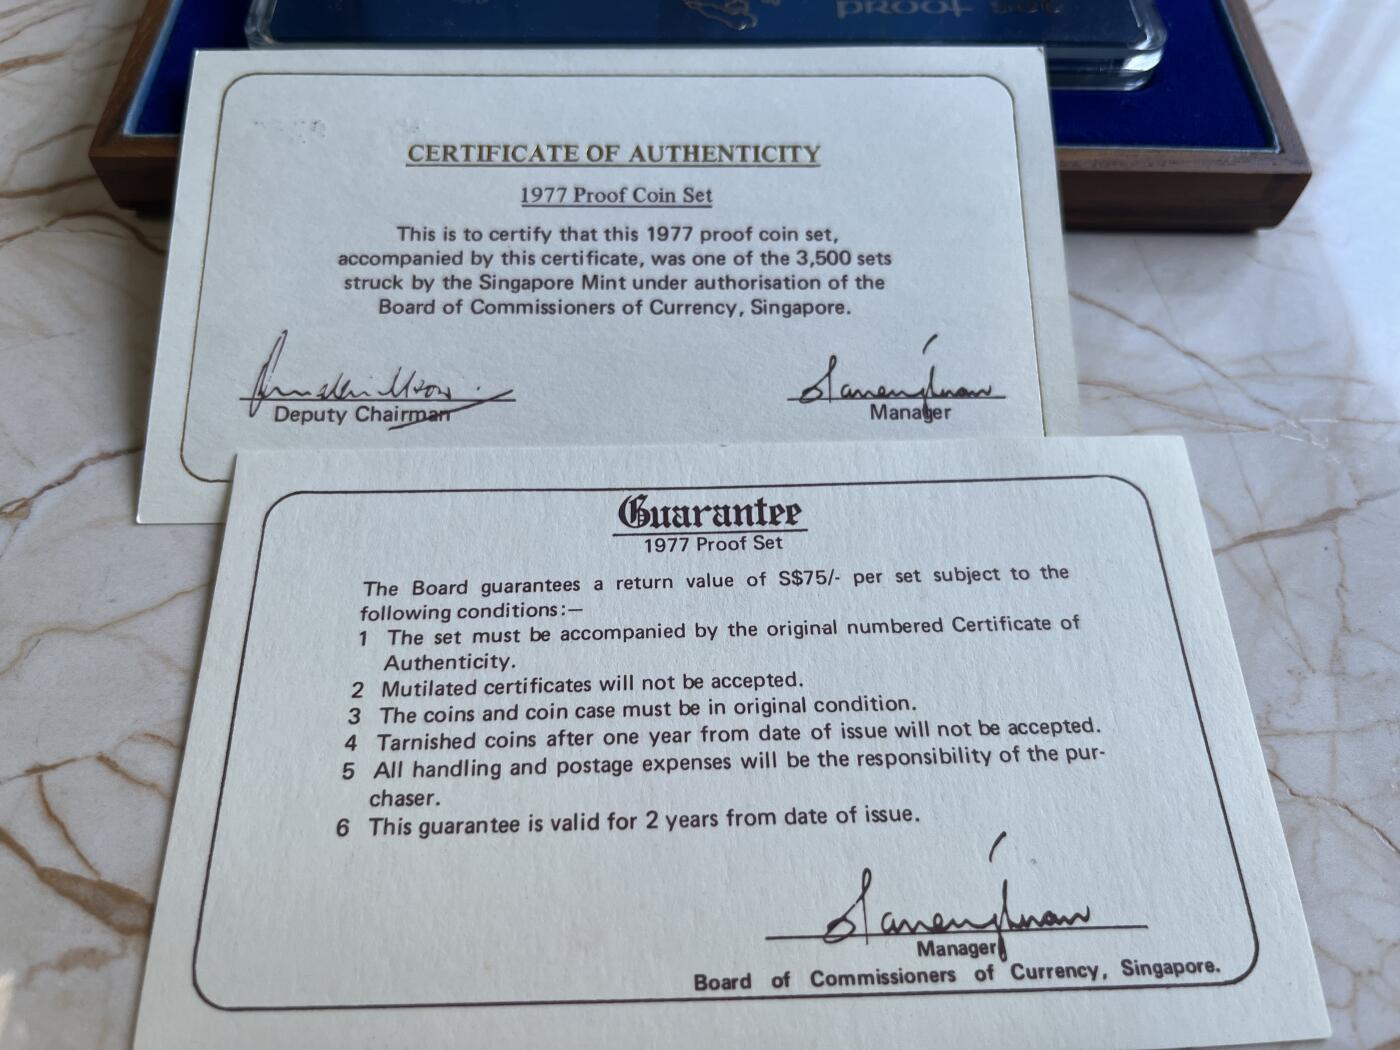 PROOF
CERTIFICATE OF AUTHENTICITY
1977 Proof Coin Set
This is to certify that this 1977 proof coin set,
accompanied by this certificate, was one of the 3,500 sets
struck by the Singapore Mint under authorisation of the
Board of Commissioners of Currency, Singapore.
Deputy Chairman
Manager
Guarantee
1977 Proof Set
The Board guarantees a return value of S$75/- per set subject to the
following conditions:—
1 The set must be accompanied by the original numbered Certificate of
Authenticity.
2 Mutilated certificates will not be accepted.
3 The coins and coin case must be in original condition.
4 Tarnished coins after one year from date of issue will not be accepted.
5 All handling and postage expenses will be the responsibility of the pur-
chaser.
6 This guarantee is valid for 2 years from date of issue.
Manager
Board of Commissioners of Currency, Singapore.